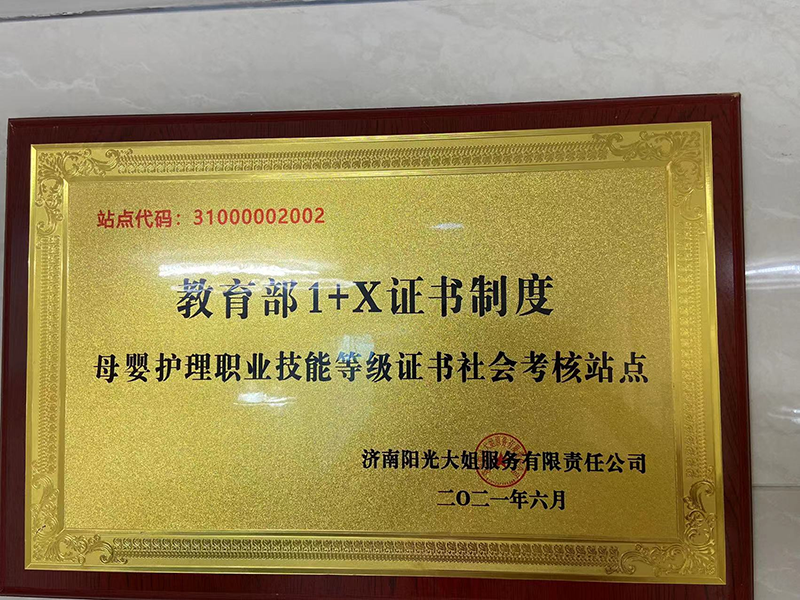 站点代码：31000002002
教育部1+X证书制度
母婴护理职业技能等级证书社会考核站点
济南阳光大姐服务有限责任公司
二〇二一年六月